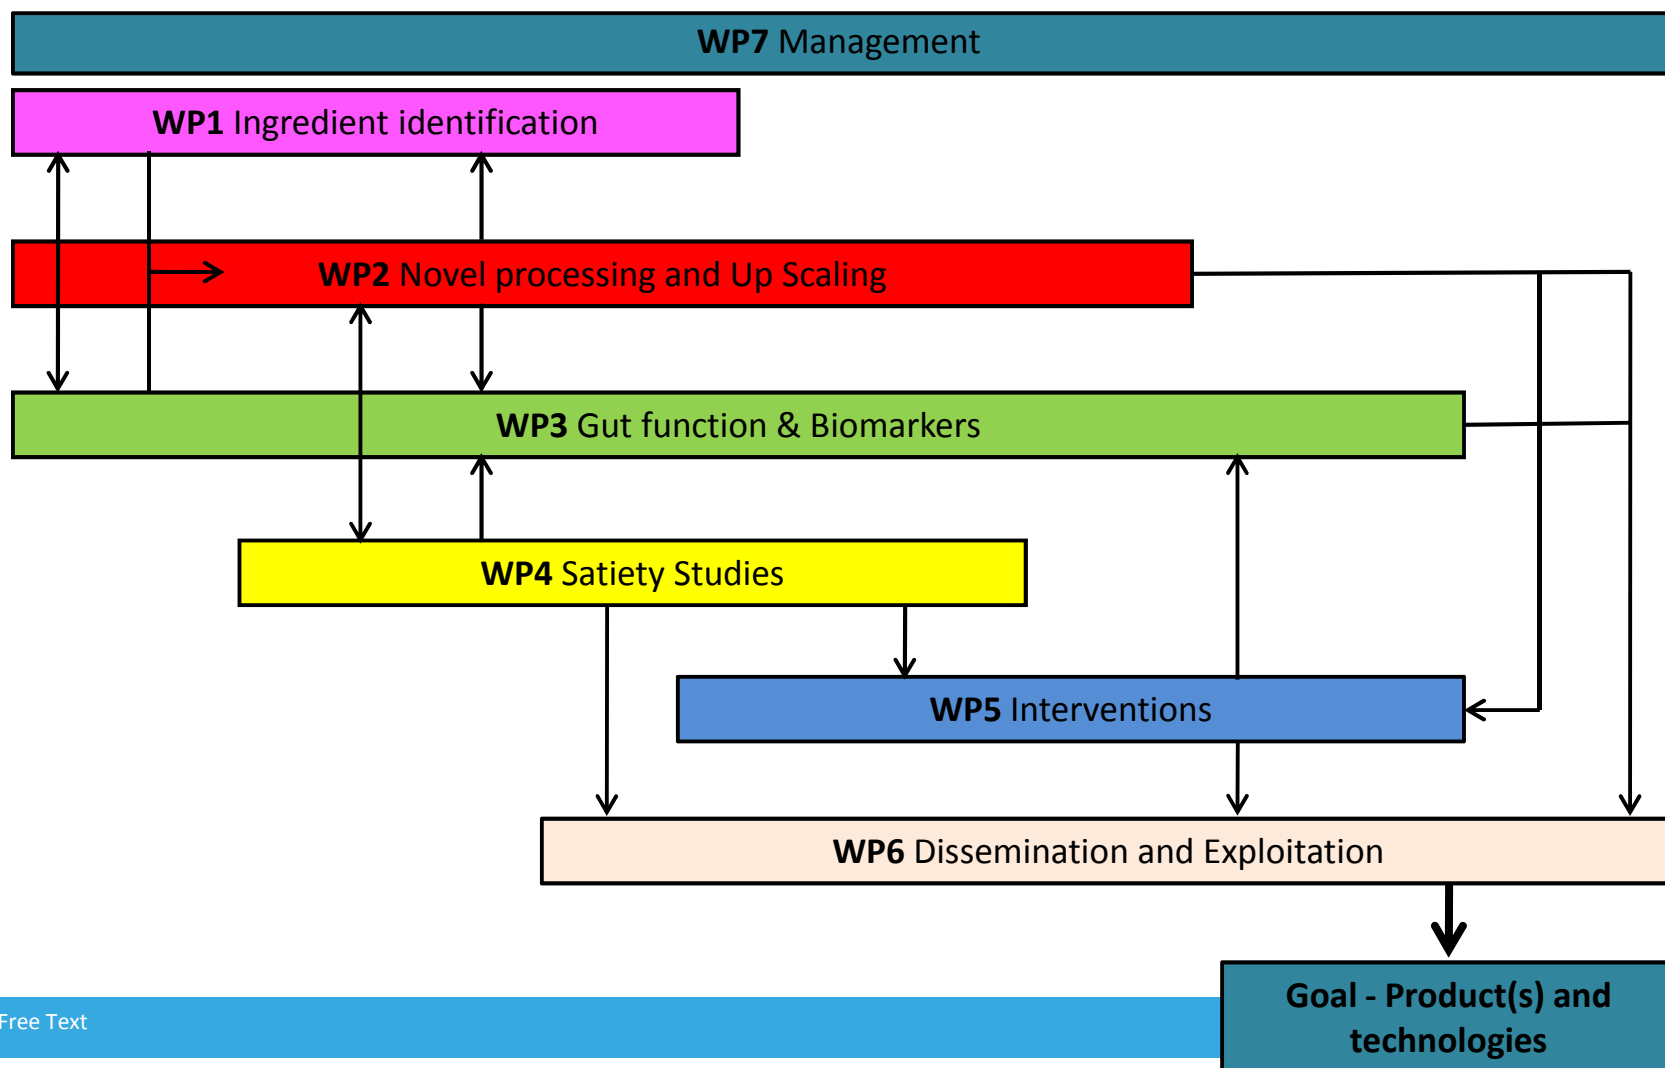 WP7 Management
WP1 Ingredient identification
WP2 Novel processing and Up Scaling
WP3 Gut function & Biomarkers
WP4 Satiety Studies
WP5 Interventions
WP6 Dissemination and Exploitation
Goal - Product(s) and
technologies
Free Text